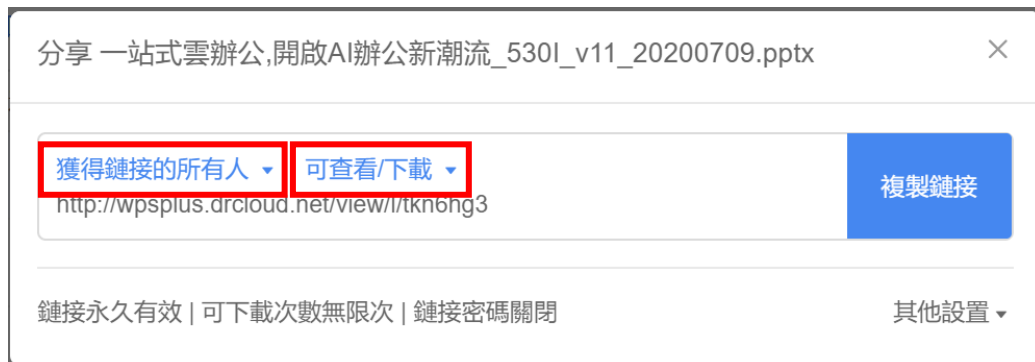 分享 一站式雲辦公,開啟AI辦公新潮流_530I_v11_20200709.pptx
獲得鏈接的所有人 可查看/下載
http://wpsplus.drcloud.net/view/l/tkn6hg3
複製鏈接
鏈接永久有效 | 可下載次數無限次 | 鏈接密碼關閉 其他設置